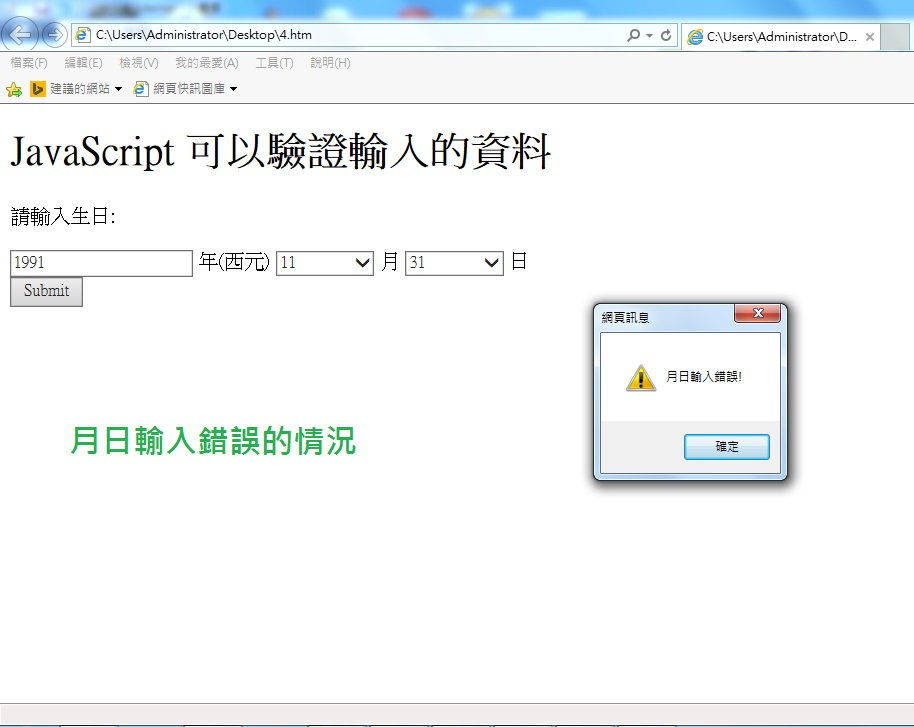 C:\Users\Administrator\Desktop\4.htm
C:\Users\Administrator\D...
檔案(F) 編輯(E) 檢視(V) 我的最愛(A) 工具(T) 說明(H)
建議的網站 網頁快訊圖庫
JavaScript 可以驗證輸入的資料
請輸入生日:
1991 年(西元) 11 月 31 日
Submit
網頁訊息
月日輸入錯誤!
確定
月日輸入錯誤的情況